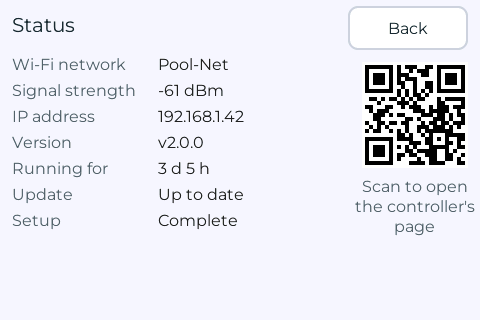 Status
Back
Wi-Fi network Pool-Net
Signal strength -61 dBm
IP address 192.168.1.42
Version v2.0.0
Running for 3 d 5 h
Update Up to date
Setup Complete
Scan to open
the controller's
page